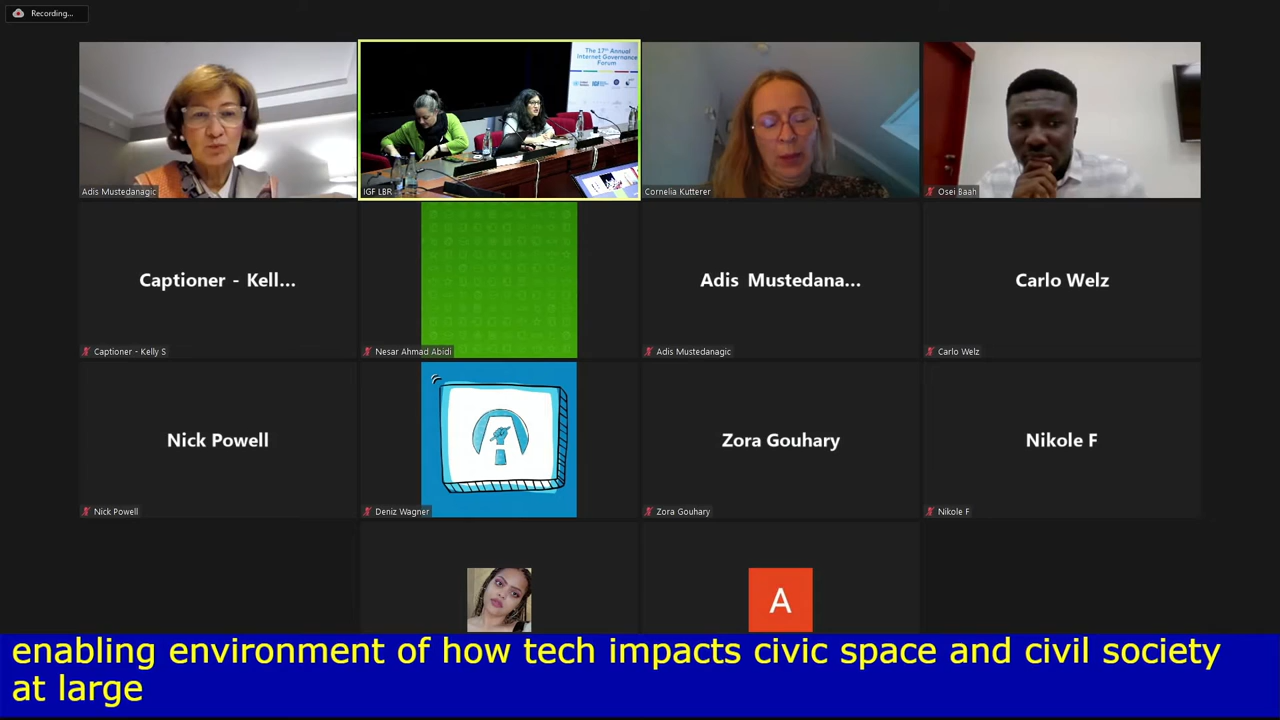 Recording...
The 17th Annual
Internet Governance
Forum
Adis Mustedanagic
IGF LBR
Cornelia Kutterer
Osei Baah
Captioner - Kell...
Adis Mustedana...
Carlo Welz
Captioner - Kelly S
Nesar Ahmad Abidi
Adis Mustedanagic
Carlo Welz
Nick Powell
Zora Gouhary
Nikole F
Nick Powell
Deniz Wagner
Zora Gouhary
Nikole F
A
enabling environment of how tech impacts civic space and civil society
at large